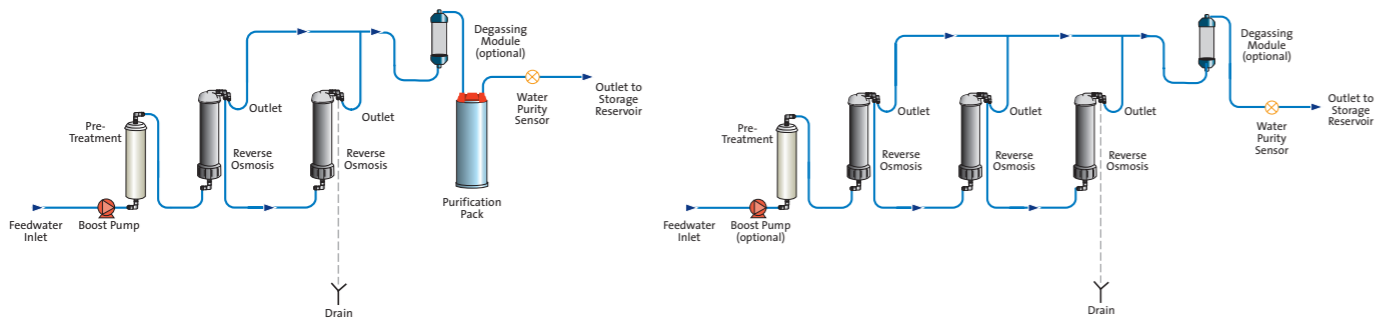 Degassing
Module
(optional)
Outlet
Outlet
Outlet to
Storage
Reservoir
Water
Purity
Sensor
Pre-
Treatment
Reverse
Osmosis
Reverse
Osmosis
Purification
Pack
Feedwater
Inlet
Boost Pump
Drain
Degassing
Module
(optional)
Outlet
Outlet
Outlet
Outlet to
Storage
Reservoir
Water
Purity
Sensor
Pre-
Treatment
Reverse
Osmosis
Reverse
Osmosis
Reverse
Osmosis
Feedwater
Inlet
Boost Pump
(optional)
Drain